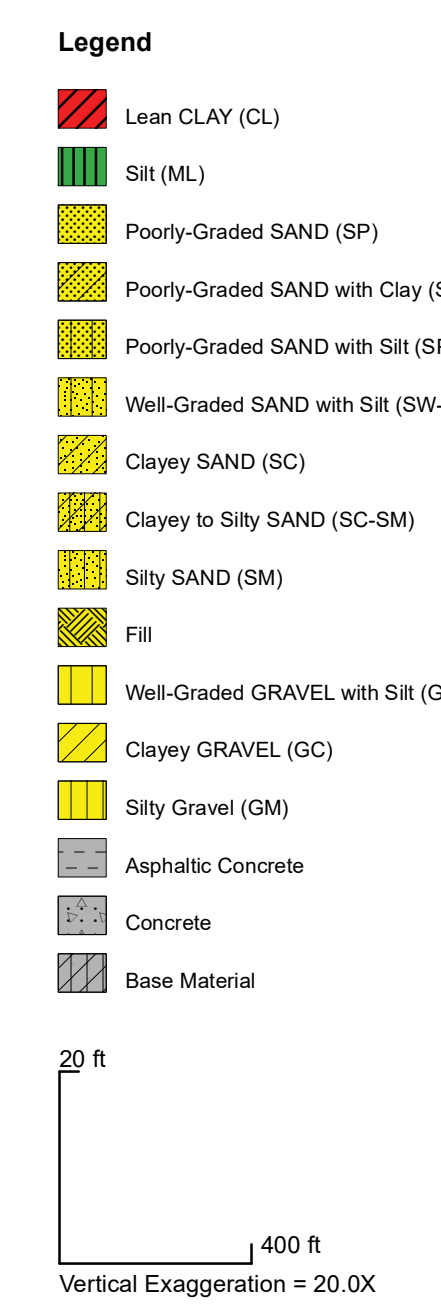 Legend
Lean CLAY (CL)
Silt (ML)
Poorly-Graded SAND (SP)
Poorly-Graded SAND with Clay (S
Poorly-Graded SAND with Silt (SP
Well-Graded SAND with Silt (SW-
Clayey SAND (SC)
Clayey to Silty SAND (SC-SM)
Silty SAND (SM)
Fill
Well-Graded GRAVEL with Silt (G
Clayey GRAVEL (GC)
Silty Gravel (GM)
Asphaltic Concrete
Concrete
Base Material
20 ft
400 ft
Vertical Exaggeration = 20.0X